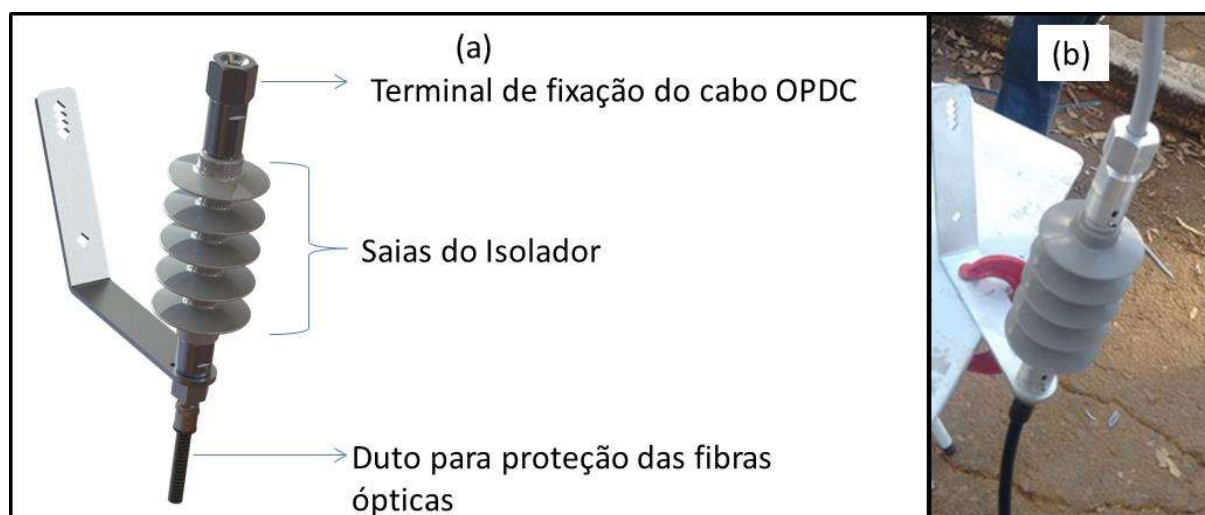 (a)
Terminal de fixação do cabo OPDC
Saias do Isolador
Duto para proteção das fibras
ópticas
(b)